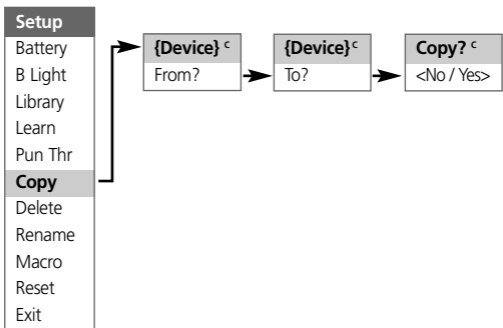 Setup
Battery
B Light
Library
Learn
Pun Thr
Copy
Delete
Rename
Macro
Reset
Exit
{Device} c
From?
{Device} c
To?
Copy? c
<No / Yes>